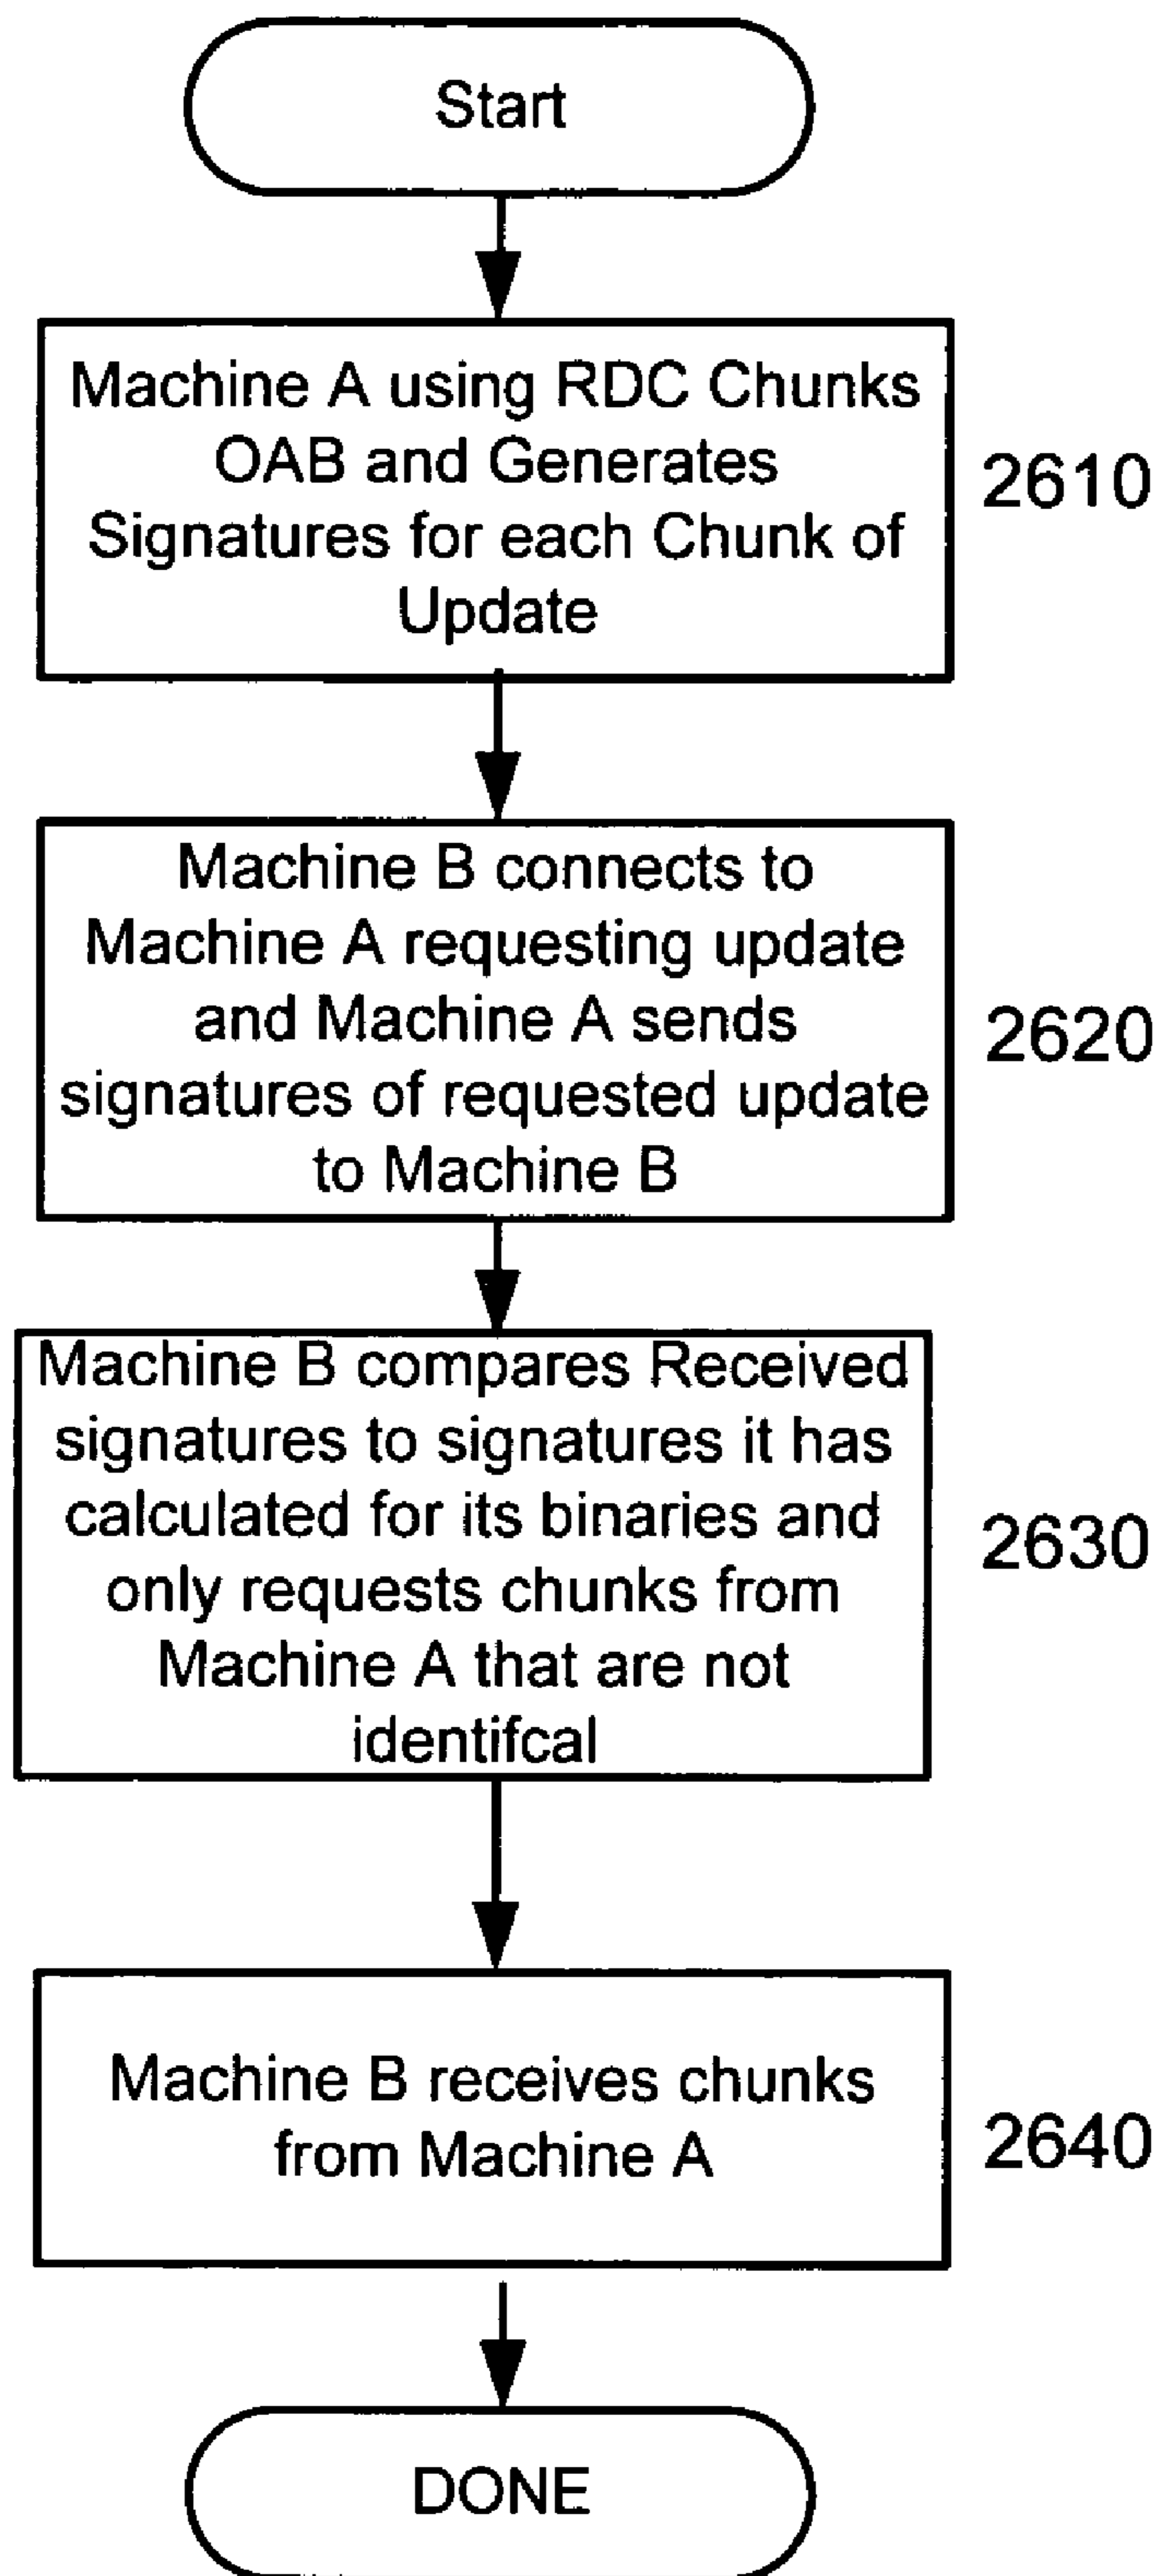 Start
Machine A using RDC Chunks
OAB and Generates
Signatures for each Chunk of
Update
2610
Machine B connects to
Machine A requesting update
and Machine A sends
signatures of requested update
to Machine B
2620
Machine B compares Received
signatures to signatures it has
calculated for its binaries and
only requests chunks from
Machine A that are not
identifcal
2630
Machine B receives chunks
from Machine A
2640
DONE